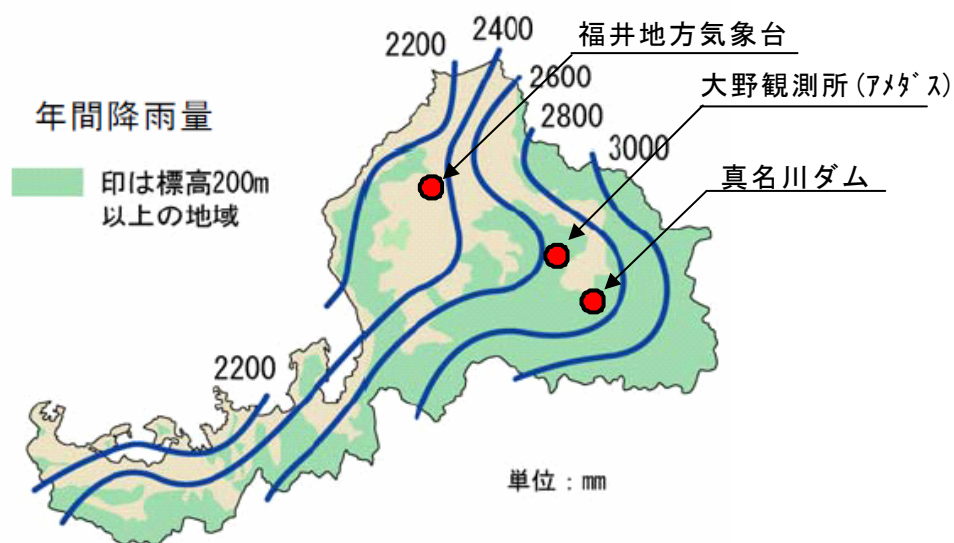 福井地方気象台
2200
2400
2600
大野観測所(ｱﾒﾀﾞｽ)
2800
年間降雨量
3000
真名川ダム
印は標高200m
以上の地域
2200
単位:mm